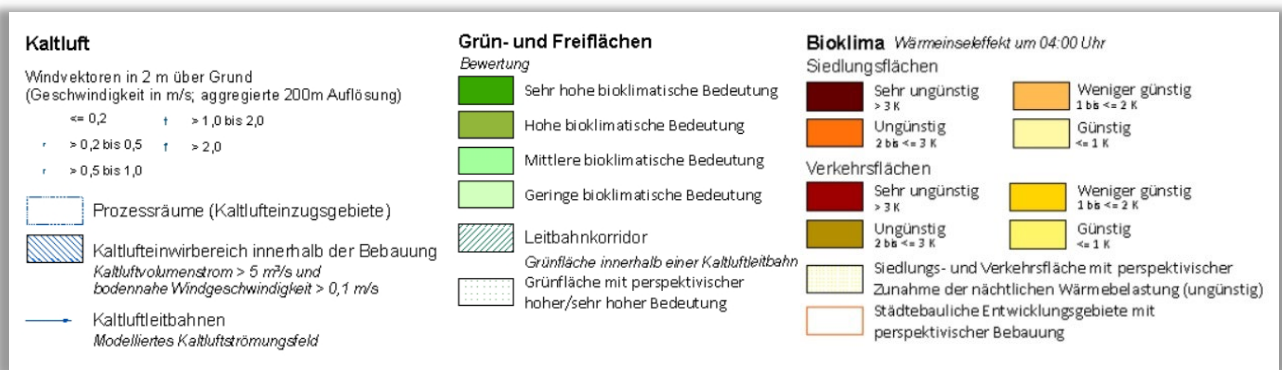 Kaltluft
Windvektoren in 2 m über Grund
(Geschwindigkeit in m/s; aggregierte 200m Auflösung)
<= 0,2
> 0,2 bis 0,5
> 0,5 bis 1,0
> 1,0 bis 2,0
> 2,0
Prozessräume (Kaltlufteinzugsgebiete)
Kaltlufteinwirbereich innerhalb der Bebauung
Kaltluftvolumenstrom > 5 m³/s und
bodennahe Windgeschwindigkeit > 0,1 m/s
Kaltluftleitbahnen
Modelliertes Kaltluftströmungsfeld
Grün- und Freiflächen
Bewertung
Sehr hohe bioklimatische Bedeutung
Hohe bioklimatische Bedeutung
Mittlere bioklimatische Bedeutung
Geringe bioklimatische Bedeutung
Leitbahnkorridor
Grünfläche innerhalb einer Kaltluftleitbahn
Grünfläche mit perspektivischer
hoher/sehr hoher Bedeutung
Bioklima Wärmeinseleffekt um 04:00 Uhr
Siedlungsflächen
Sehr ungünstig
> 3 K
Ungünstig
2 bis <= 3 K
Weniger günstig
1 bis <= 2 K
Günstig
<= 1 K
Verkehrsflächen
Sehr ungünstig
> 3 K
Ungünstig
2 bis <= 3 K
Weniger günstig
1 bis <= 2 K
Günstig
<= 1 K
Siedlungs- und Verkehrsfläche mit perspektivischer
Zunahme der nächtlichen Wärmebelastung (ungünstig)
Städtebauliche Entwicklungsgebiete mit
perspektivischer Bebauung